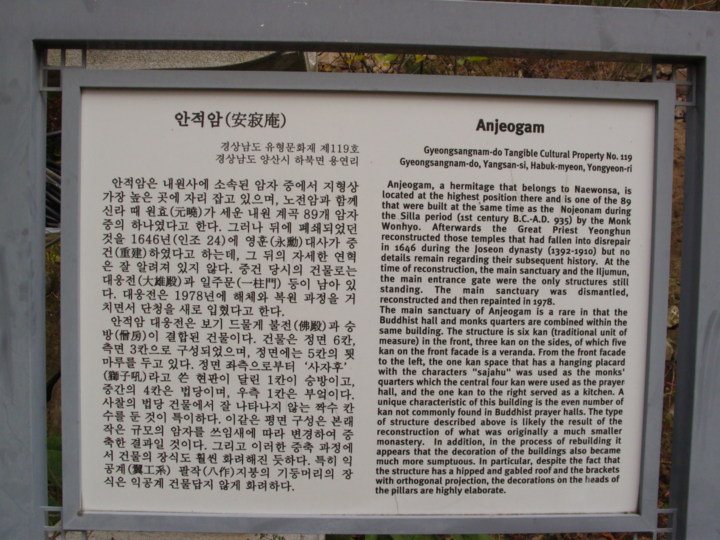 안적암(安寂庵)
경상남도 유형문화재 제119호
경상남도 양산시 하북면 용연리
안적암은 내원사에 소속된 암자 중에서 지형상
가장 높은 곳에 자리 잡고 있으며, 노전암과 함께
신라 때 원효(元曉)가 세운 내원 계곡 89개 암자
중의 하나였다고 한다. 그러나 뒤에 폐쇄되었던
것을 1646년(인조 24)에 영훈(永勳)대사가 중
건(重建)하였다고 하는데, 그 뒤의 자세한 연혁
은 잘 알려져 있지 않다. 중건 당시의 건물로는
대웅전(大雄殿)과 일주문(一柱門) 등이 남아 있
다. 대웅전은 1978년에 해체와 복원 과정을 거
치면서 단청을 새로 입혔다고 한다.
안적암 대웅전은 보기 드물게 불전(佛殿)과 승
방(僧房)이 결합된 건물이다. 건물은 정면 6칸,
측면 3칸으로 구성되었으며, 정면에는 5칸의 툇
마루를 두고 있다. 정면 좌측으로부터 ‘사자후’
(獅子吼)라고 쓴 현판이 달린 1칸이 승방이고,
중간의 4칸은 법당이며, 우측 1칸은 부엌이다.
사찰의 법당 건물에서 잘 나타나지 않는 짝수 칸
수를 둔 것이 특이하다. 이같은 평면 구성은 본래
작은 규모의 암자를 쓰임새에 따라 변경하여 증
축한 결과일 것이다. 그리고 이러한 증축 과정에
서 건물의 장식도 훨씬 화려해진 듯하다. 특히 익
공계(翼工系) 팔작(八作)지붕의 기둥머리의 장
식은 익공계 건물답지 않게 화려하다.
Anjeogam
Gyeongsangnam-do Tangible Cultural Property No. 119
Gyeongsangnam-do, Yangsan-si, Habuk-myeon, Yongyeon-ri
Anjeogam, a hermitage that belongs to Naewonsa, is
located at the highest position there and is one of the 89
that were built at the same time as the Nojeonam during
the Silla period (1st century B.C.-A.D. 935) by the Monk
Wonhyo. Afterwards the Great Priest Yeonghun
reconstructed those temples that had fallen into disrepair
in 1646 during the Joseon dynasty (1392-1910) but no
details remain regarding their subsequent history. At the
time of reconstruction, the main sanctuary and the Iljumun,
the main entrance gate were the only structures still
standing. The main sanctuary was dismantled,
reconstructed and then repainted in 1978.
The main sanctuary of Anjeogam is a rare in that the
Buddhist hall and monks quarters are combined within the
same building. The structure is six kan (traditional unit of
measure) in the front, three kan on the sides, of which five
kan on the front facade is a veranda. From the front facade
to the left, the one kan space that has a hanging placard
with the characters "sajahu" was used as the monks'
quarters which the central four kan were used as the prayer
hall, and the one kan to the right served as a kitchen. A
unique characteristic of this building is the even number of
kan not commonly found in Buddhist prayer halls. The type
of structure described above is likely the result of the
reconstruction of what was originally a much smaller
monastery. In addition, in the process of rebuilding it
appears that the decoration of the buildings also became
much more sumptuous. In particular, despite the fact that
the structure has a hipped and gabled roof and the brackets
with orthogonal projection, the decorations on the heads of
the pillars are highly elaborate.